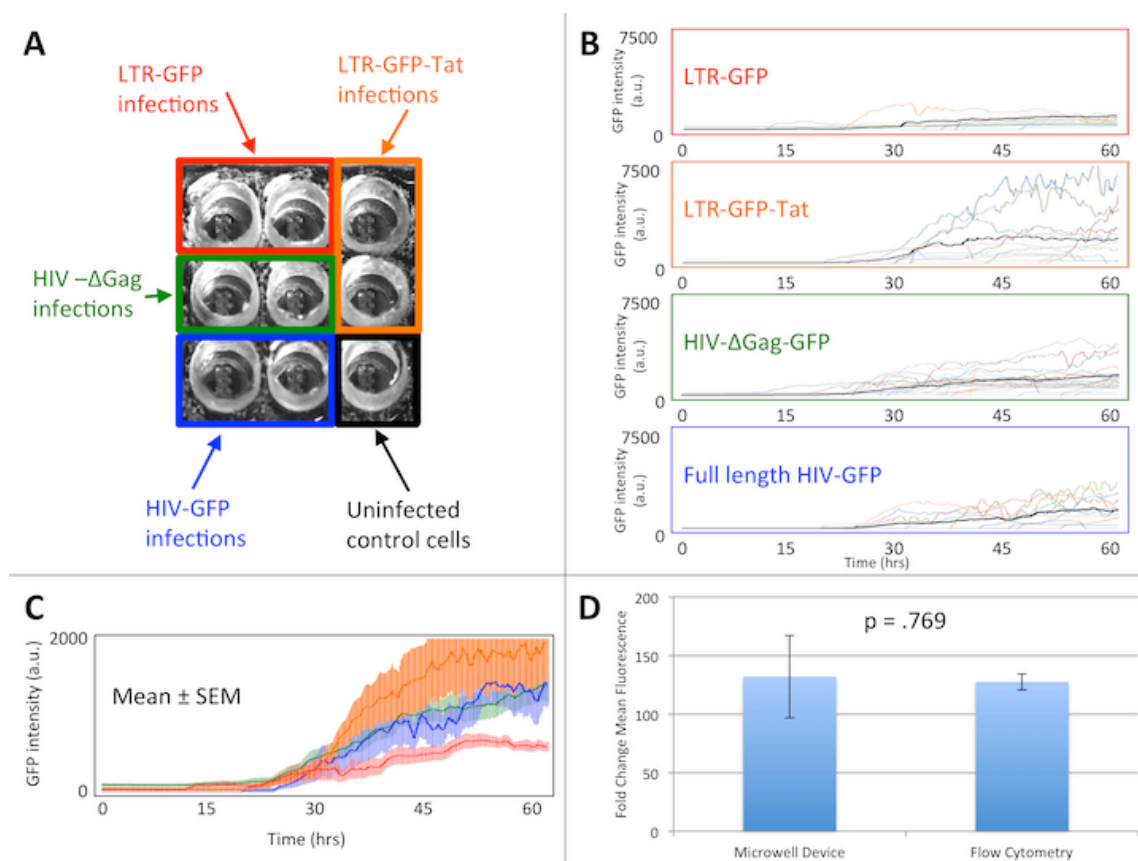 A
LTR-GFP
infections
LTR-GFP-Tat
infections
HIV –ΔGag
infections
HIV-GFP
infections
Uninfected
control cells
B
7500
LTR-GFP
GFP intensity
(a.u.)
0
0 15 30 45 60
7500
LTR-GFP-Tat
GFP intensity
(a.u.)
0
0 15 30 45 60
7500
HIV-ΔGag-GFP
GFP intensity
(a.u.)
0
0 15 30 45 60
7500
Full length HIV-GFP
GFP intensity
(a.u.)
0
0 15 30 45 60
Time (hrs)
C
2000
Mean ± SEM
GFP intensity (a.u.)
0
0 15 30 45 60
Time (hrs)
D
p = .769
Fold Change Mean Fluorescence
200
150
100
50
0
Microwell Device Flow Cytometry